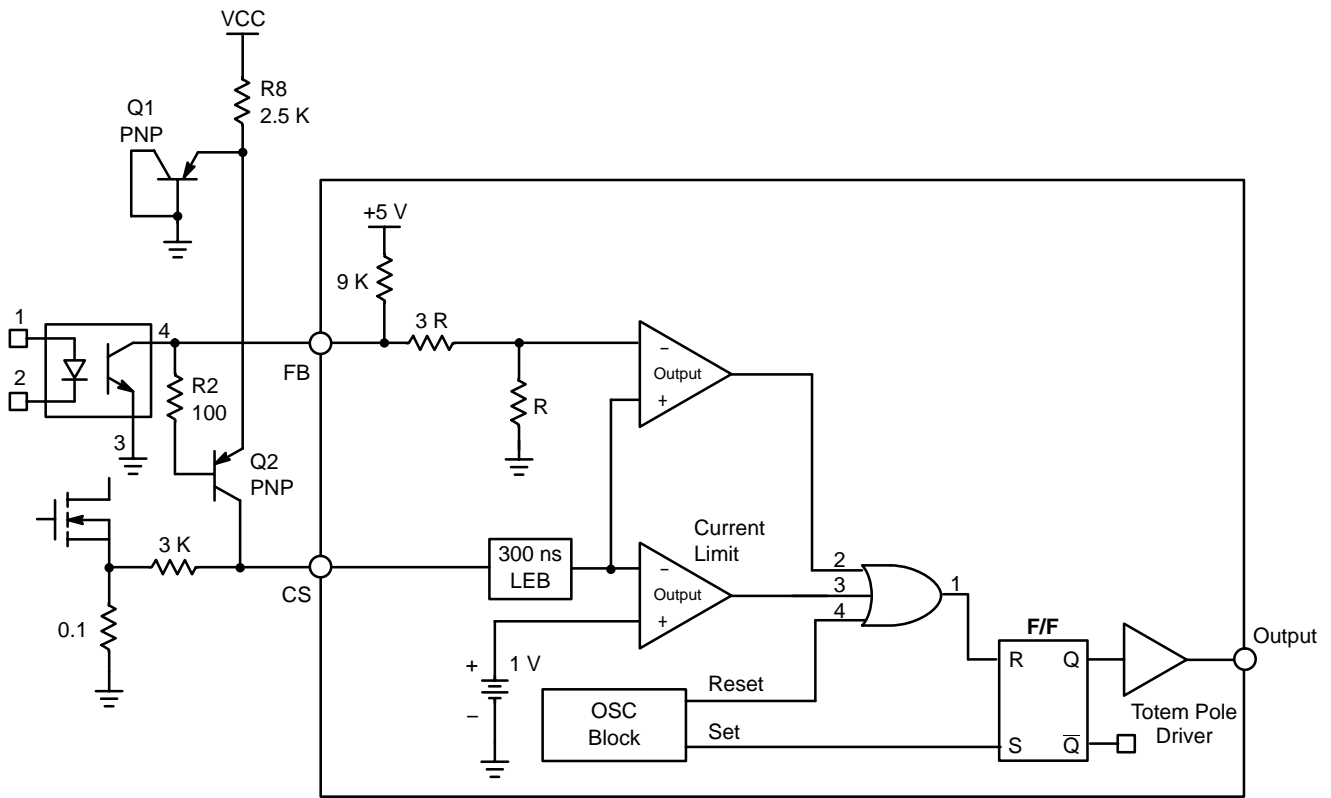 VCC
R8
2.5 K
Q1
PNP
+5 V
9 K
1
4
3 R
−
Output
+
FB
2
R2
100
R
3
Q2
PNP
Current
Limit
3 K
300 ns
LEB
−
Output
+
2
3
4
1
CS
0.1
F/F
Output
+
1 V
−
R
Q
Reset
OSC
Block
Set
S
Q̅
Totem Pole
Driver